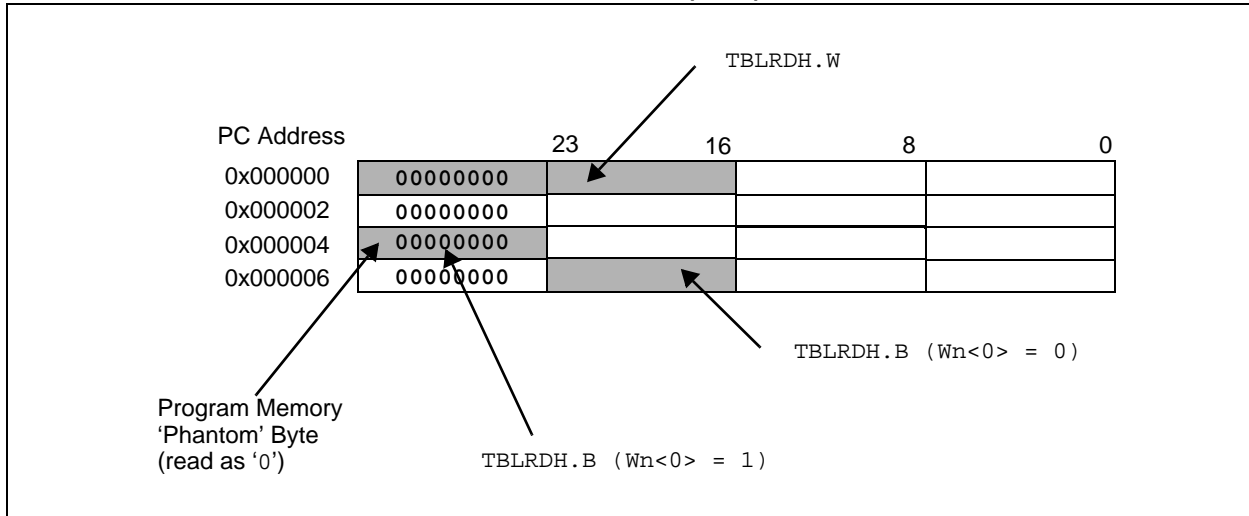 TBLRDH.W
PC Address
23 16 8 0
0x000000 00000000
0x000002 00000000
0x000004 00000000
0x000006 00000000
TBLRDH.B (Wn<0> = 0)
Program Memory
‘Phantom’ Byte
(read as ‘0’)
TBLRDH.B (Wn<0> = 1)